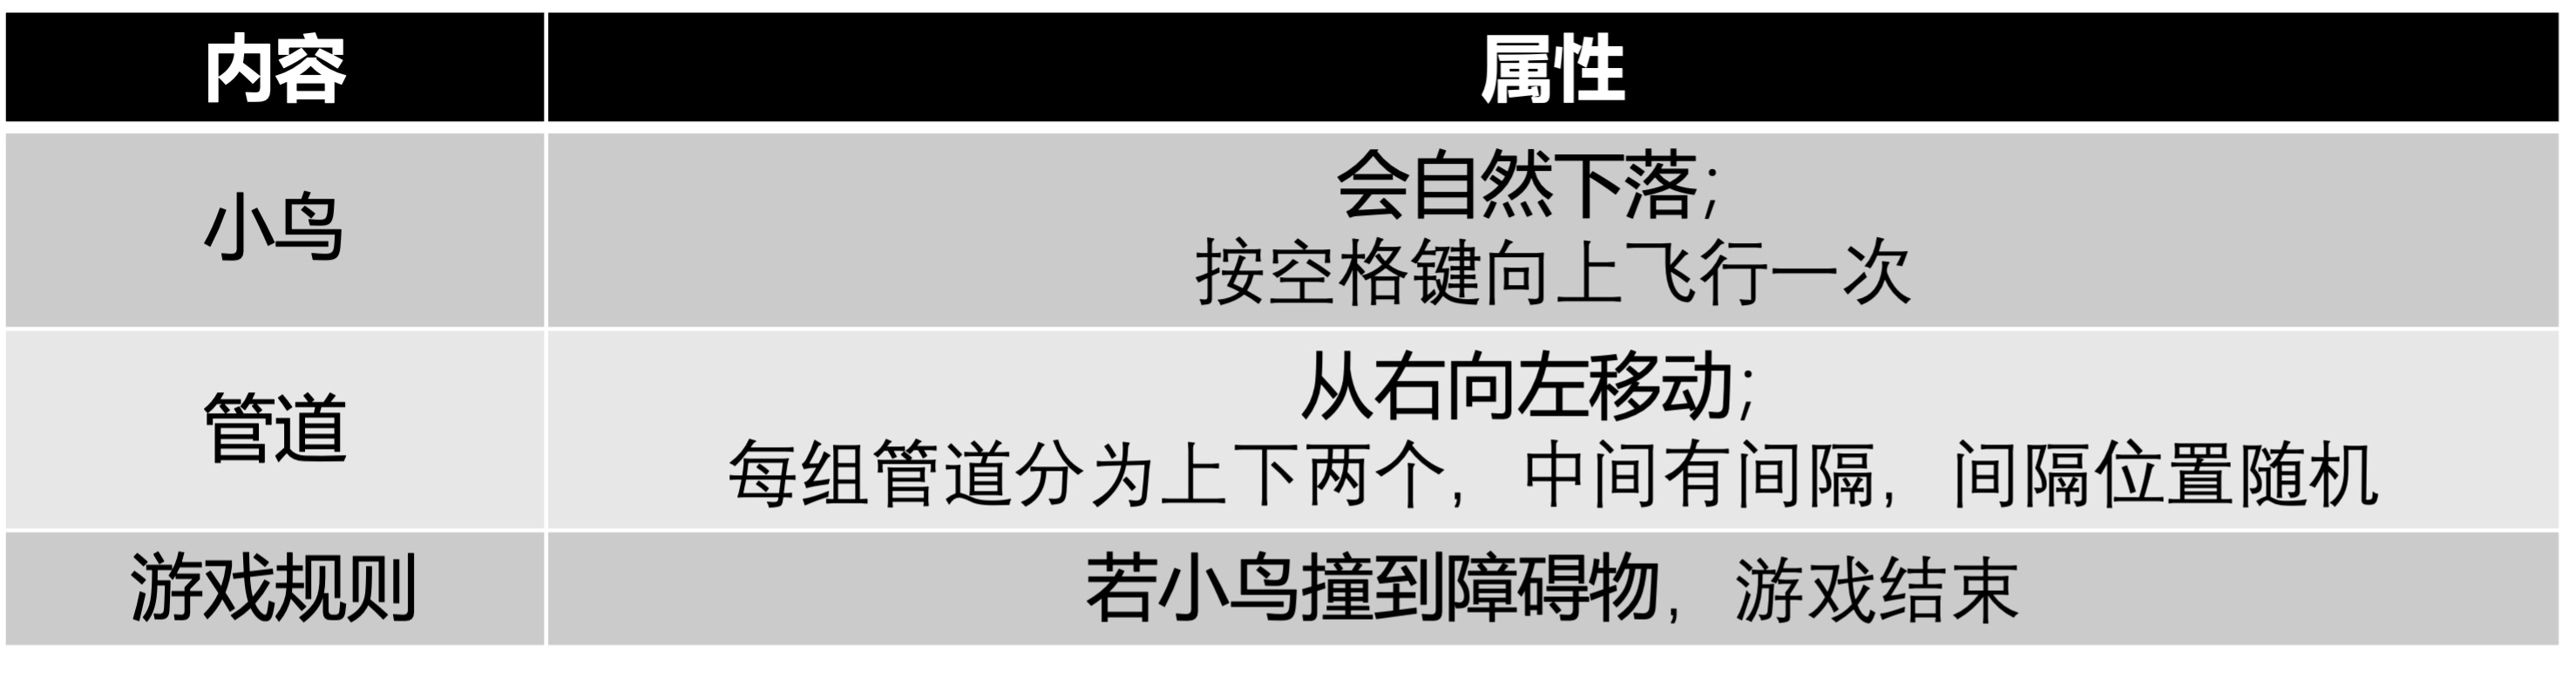 内容
属性
小鸟
会自然下落;
按空格键向上飞行一次
管道
从右向左移动;
每组管道分为上下两个，中间有间隔，间隔位置随机
游戏规则
若小鸟撞到障碍物，游戏结束